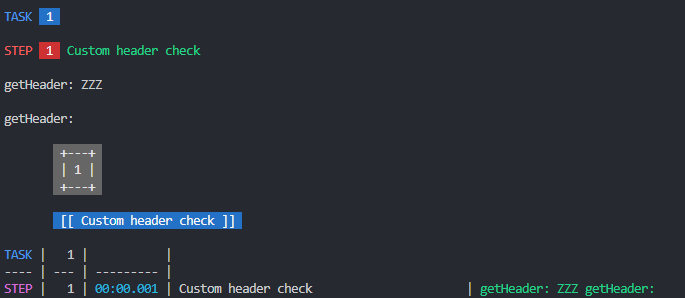 TASK 1
STEP 1 Custom header check
getHeader: ZZZ
getHeader:
+---+
| 1 |
+---+
[[ Custom header check ]]
TASK |   1 |           |
---- | --- | --------- |
STEP |   1 | 00:00.001 | Custom header check                      | getHeader: ZZZ getHeader: